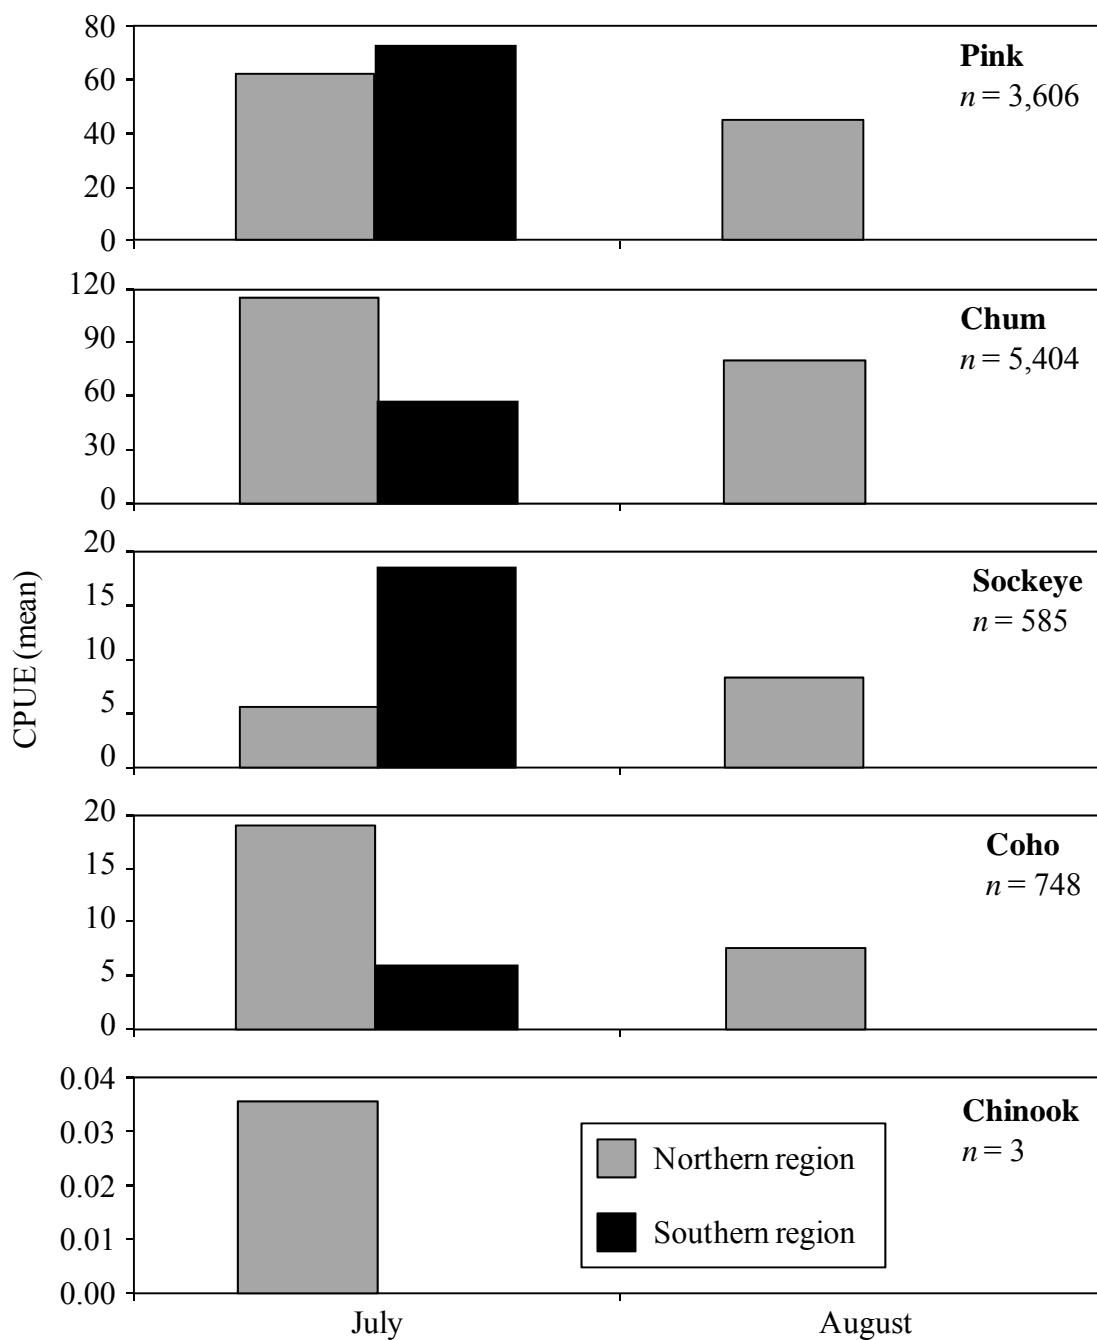 80
60
40
20
0
Pink
n = 3,606
120
90
60
30
0
Chum
n = 5,404
20
15
10
5
0
Sockeye
n = 585
CPUE (mean)
20
15
10
5
0
Coho
n = 748
0.04
0.03
0.02
0.01
0.00
Chinook
n = 3
Northern region
Southern region
July August